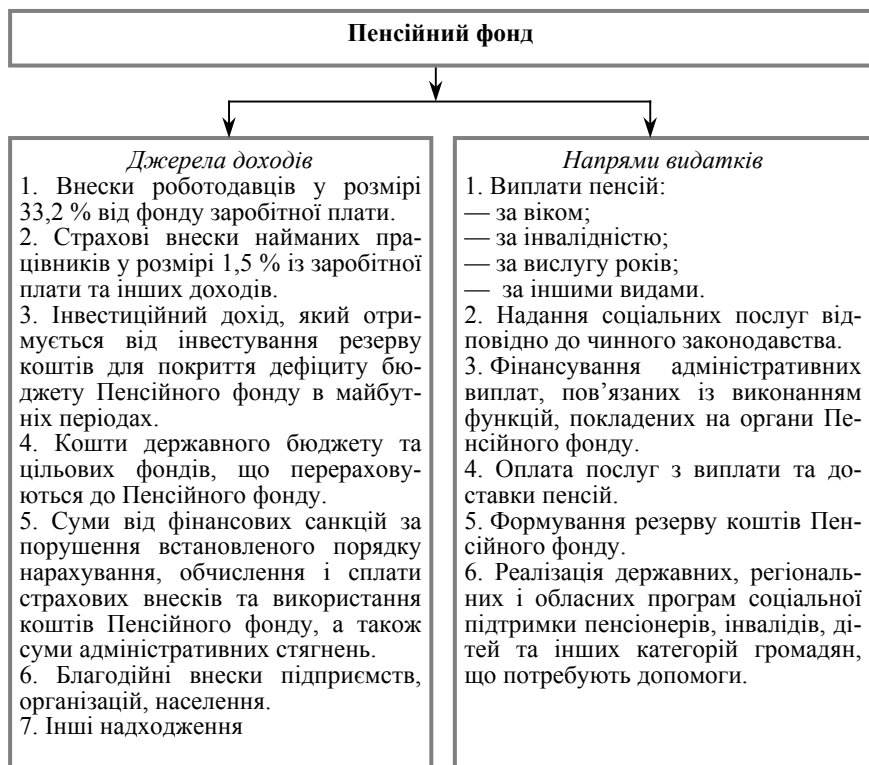 Пенсійний фонд
Джерела доходів
1. Внески роботодавців у розмірі
33,2 % від фонду заробітної плати.
2. Страхові внески найманих пра-
цівників у розмірі 1,5 % із заробітної
плати та інших доходів.
3. Інвестиційний дохід, який отри-
мується від інвестування резерву
коштів для покриття дефіциту бю-
джету Пенсійного фонду в майбут-
ніх періодах.
4. Кошти державного бюджету та
цільових фондів, що перерахову-
ються до Пенсійного фонду.
5. Суми від фінансових санкцій за
порушення встановленого порядку
нарахування, обчислення і сплати
страхових внесків та використання
коштів Пенсійного фонду, а також
суми адміністративних стягнень.
6. Благодійні внески підприємств,
організацій, населення.
7. Інші надходження
Напрями видатків
1. Виплати пенсій:
— за віком;
— за інвалідністю;
— за вислугу років;
— за іншими видами.
2. Надання соціальних послуг від-
повідно до чинного законодавства.
3. Фінансування адміністративних
виплат, пов’язаних із виконанням
функцій, покладених на органи Пе-
нсійного фонду.
4. Оплата послуг з виплати та до-
ставки пенсій.
5. Формування резерву коштів Пен-
сійного фонду.
6. Реалізація державних, регіональ-
них і обласних програм соціальної
підтримки пенсіонерів, інвалідів, ді-
тей та інших категорій громадян,
що потребують допомоги.